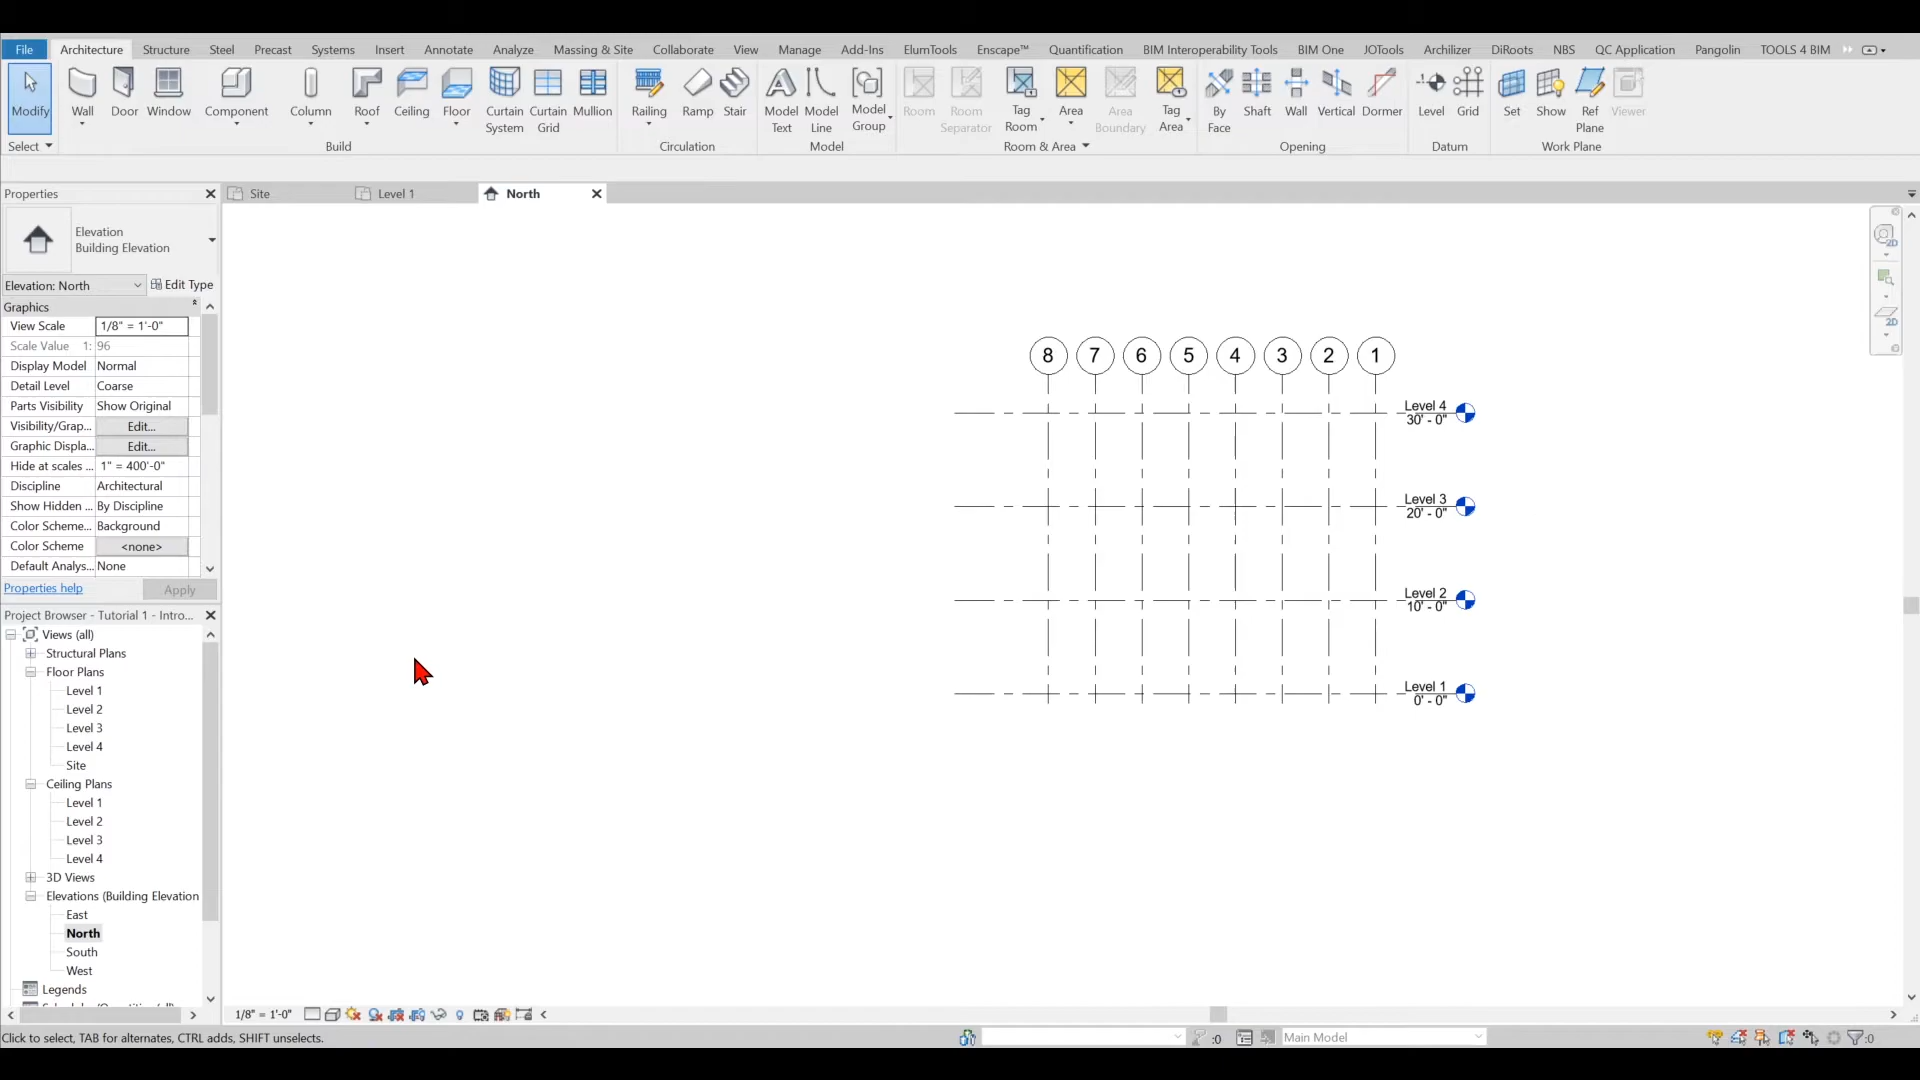 File Architecture Structure Steel Precast Systems Insert Annotate Analyze Massing & Site Collaborate View Manage Add-Ins ElumTools Enscape™ Quantification BIM Interoperability Tools BIM One JOTools Archilizer DiRoots NBS QC Application Pangolin TOOLS 4 BIM
Modify Wall Door Window Component Column Roof Ceiling Floor Curtain System Curtain Grid Mullion Railing Ramp Stair Model Text Model Line Model Group Room Room Separator Tag Room Area Area Boundary Tag Area By Face Shaft Wall Vertical Dormer Level Grid Set Show Ref Plane Viewer
Select Build Circulation Model Room & Area Opening Datum Work Plane
Properties
Site Level 1 North
Elevation
Building Elevation
Elevation: North Edit Type
Graphics
View Scale 1/8" = 1'-0"
Scale Value 1: 96
Display Model Normal
Detail Level Coarse
Parts Visibility Show Original
Visibility/Grap... Edit...
Graphic Displa... Edit...
Hide at scales ... 1" = 400'-0"
Discipline Architectural
Show Hidden ... By Discipline
Color Scheme... Background
Color Scheme <none>
Default Analys... None
Properties help Apply
Project Browser - Tutorial 1 - Intro...
Views (all)
Structural Plans
Floor Plans
Level 1
Level 2
Level 3
Level 4
Site
Ceiling Plans
Level 1
Level 2
Level 3
Level 4
3D Views
Elevations (Building Elevation
East
North
South
West
Legends
8 7 6 5 4 3 2 1
Level 4
30' - 0"
Level 3
20' - 0"
Level 2
10' - 0"
Level 1
0' - 0"
2D
2D
1/8" = 1'-0"
Click to select, TAB for alternates, CTRL adds, SHIFT unselects. :0 Main Model :0